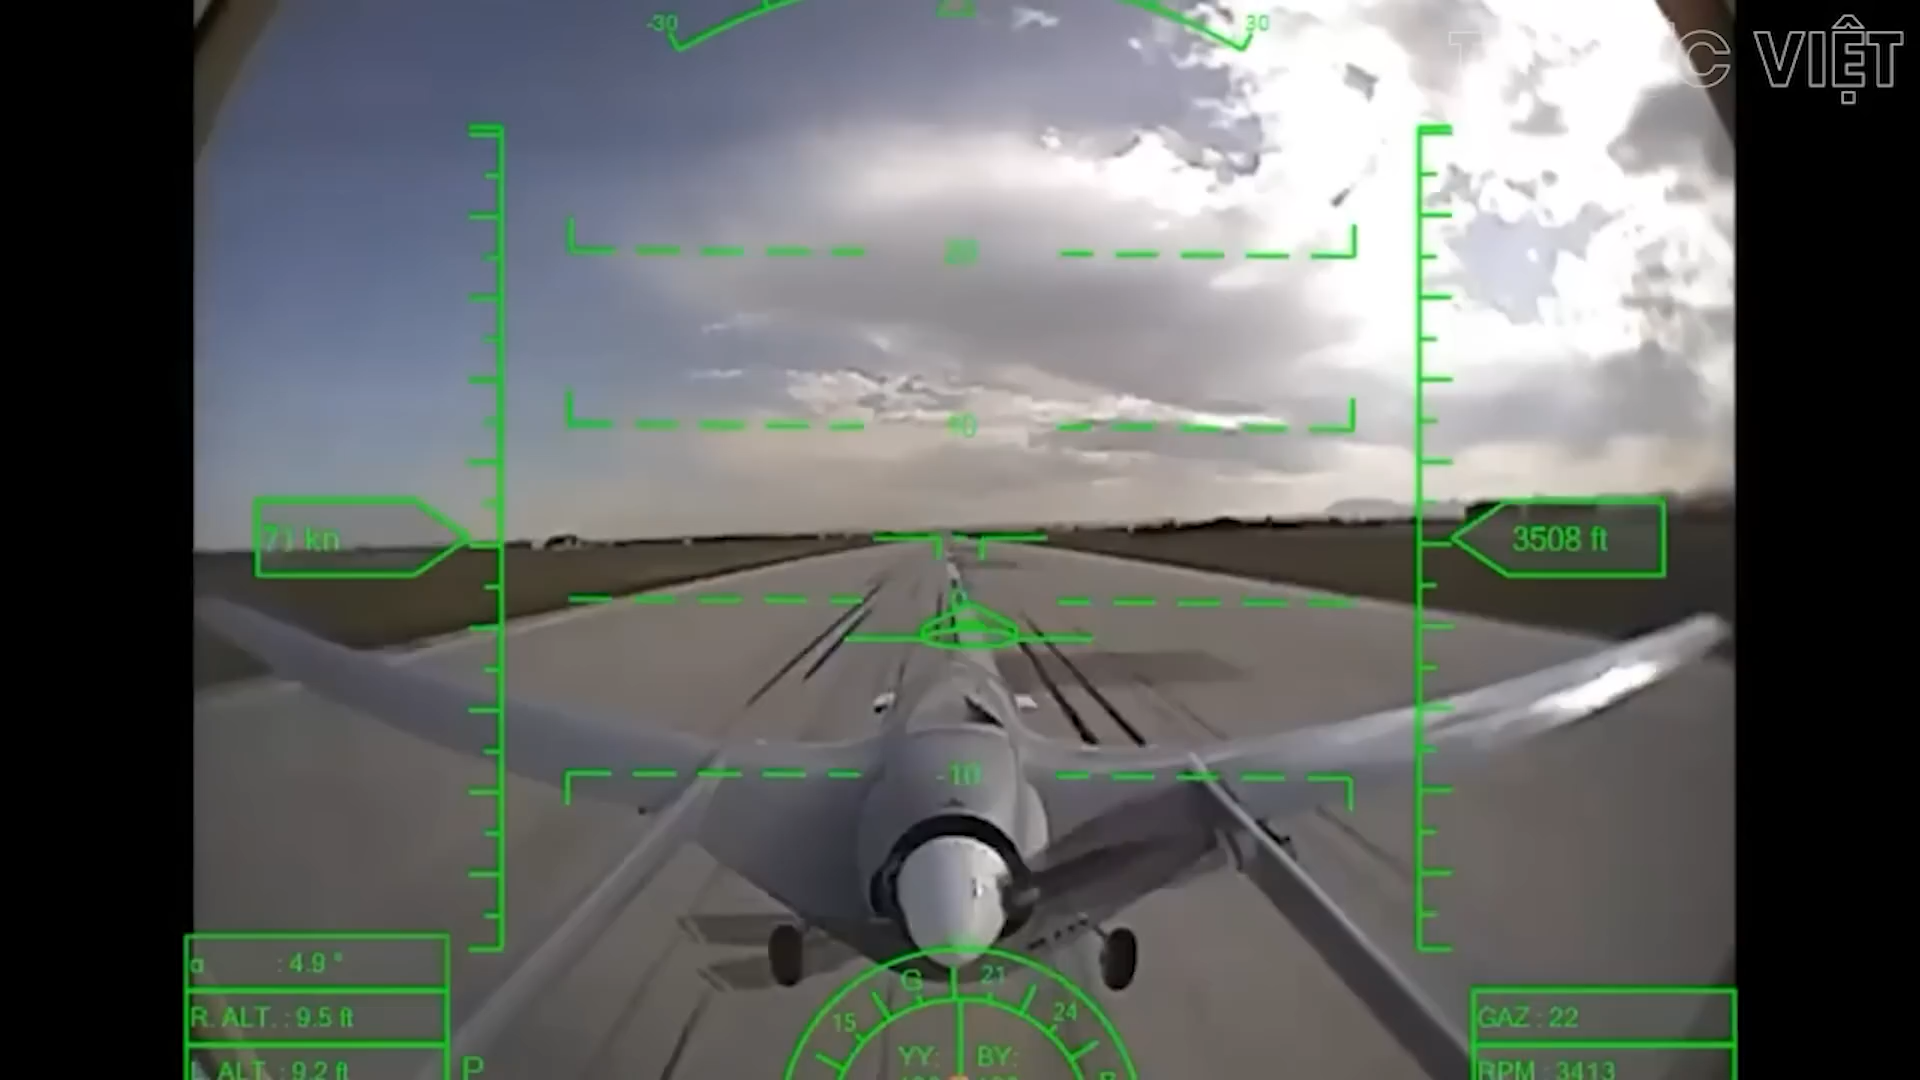 -30
30
VIỆT
20
10
71 kn
3508 ft
0
-10
α : 4.9 °
R. ALT. : 9.5 ft
L. ALT. : 9.2 ft
P
G
21
15
24
YY:
BY:
GAZ : 22
RPM : 3413